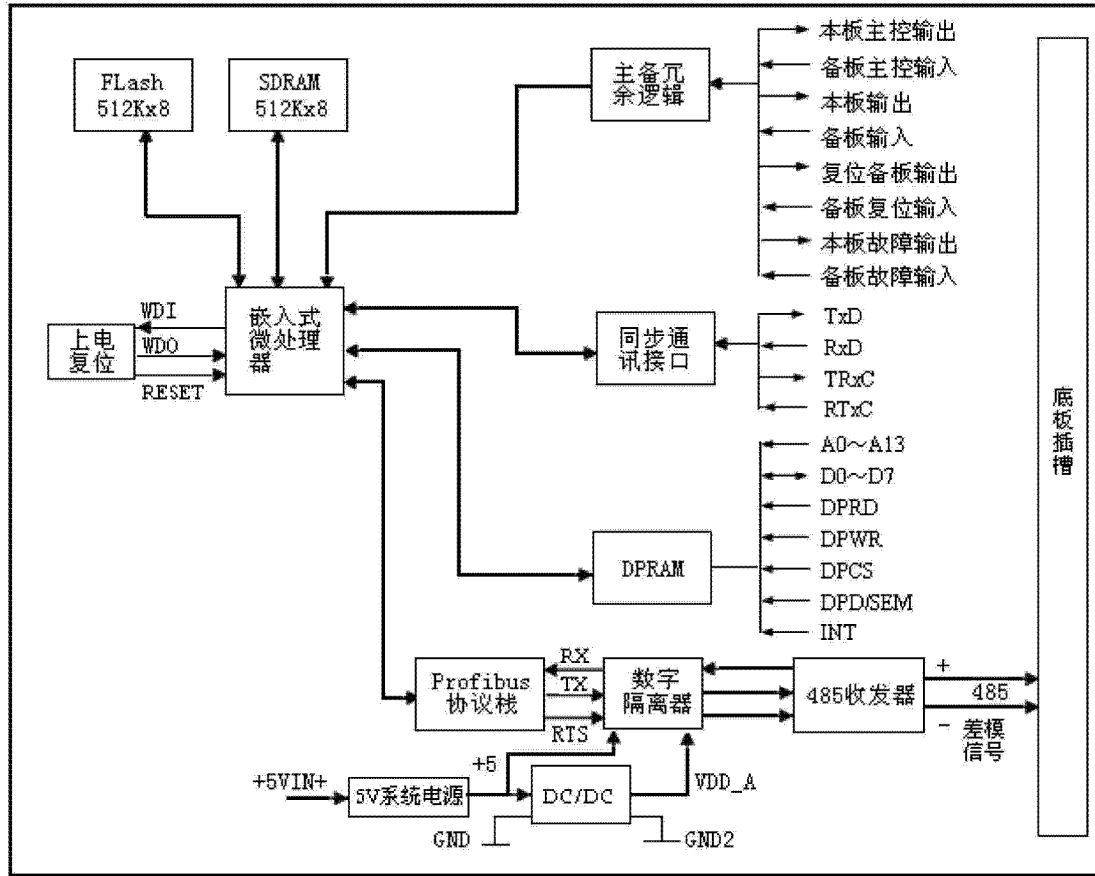 FLash
512Kx8
SDRAM
512Kx8
主备冗
余逻辑
本板主控输出
备板主控输入
本板输出
备板输入
复位备板输出
备板复位输入
本板故障输出
备板故障输入
上电
复位
WDI
WDO
RESET
嵌入式
微处理
器
同步通
讯接口
TxD
RxD
TRxC
RTxC
底板插槽
DPRAM
A0～A13
D0～D7
DPRD
DPWR
DPCS
DPD/SEM
INT
Profibus
协议栈
RX
TX
RTS
数字
隔离器
485收发器
+
485
- 差模
信号
+5VIN+
5V系统电源
+5
DC/DC
VDD_A
GND
GND2